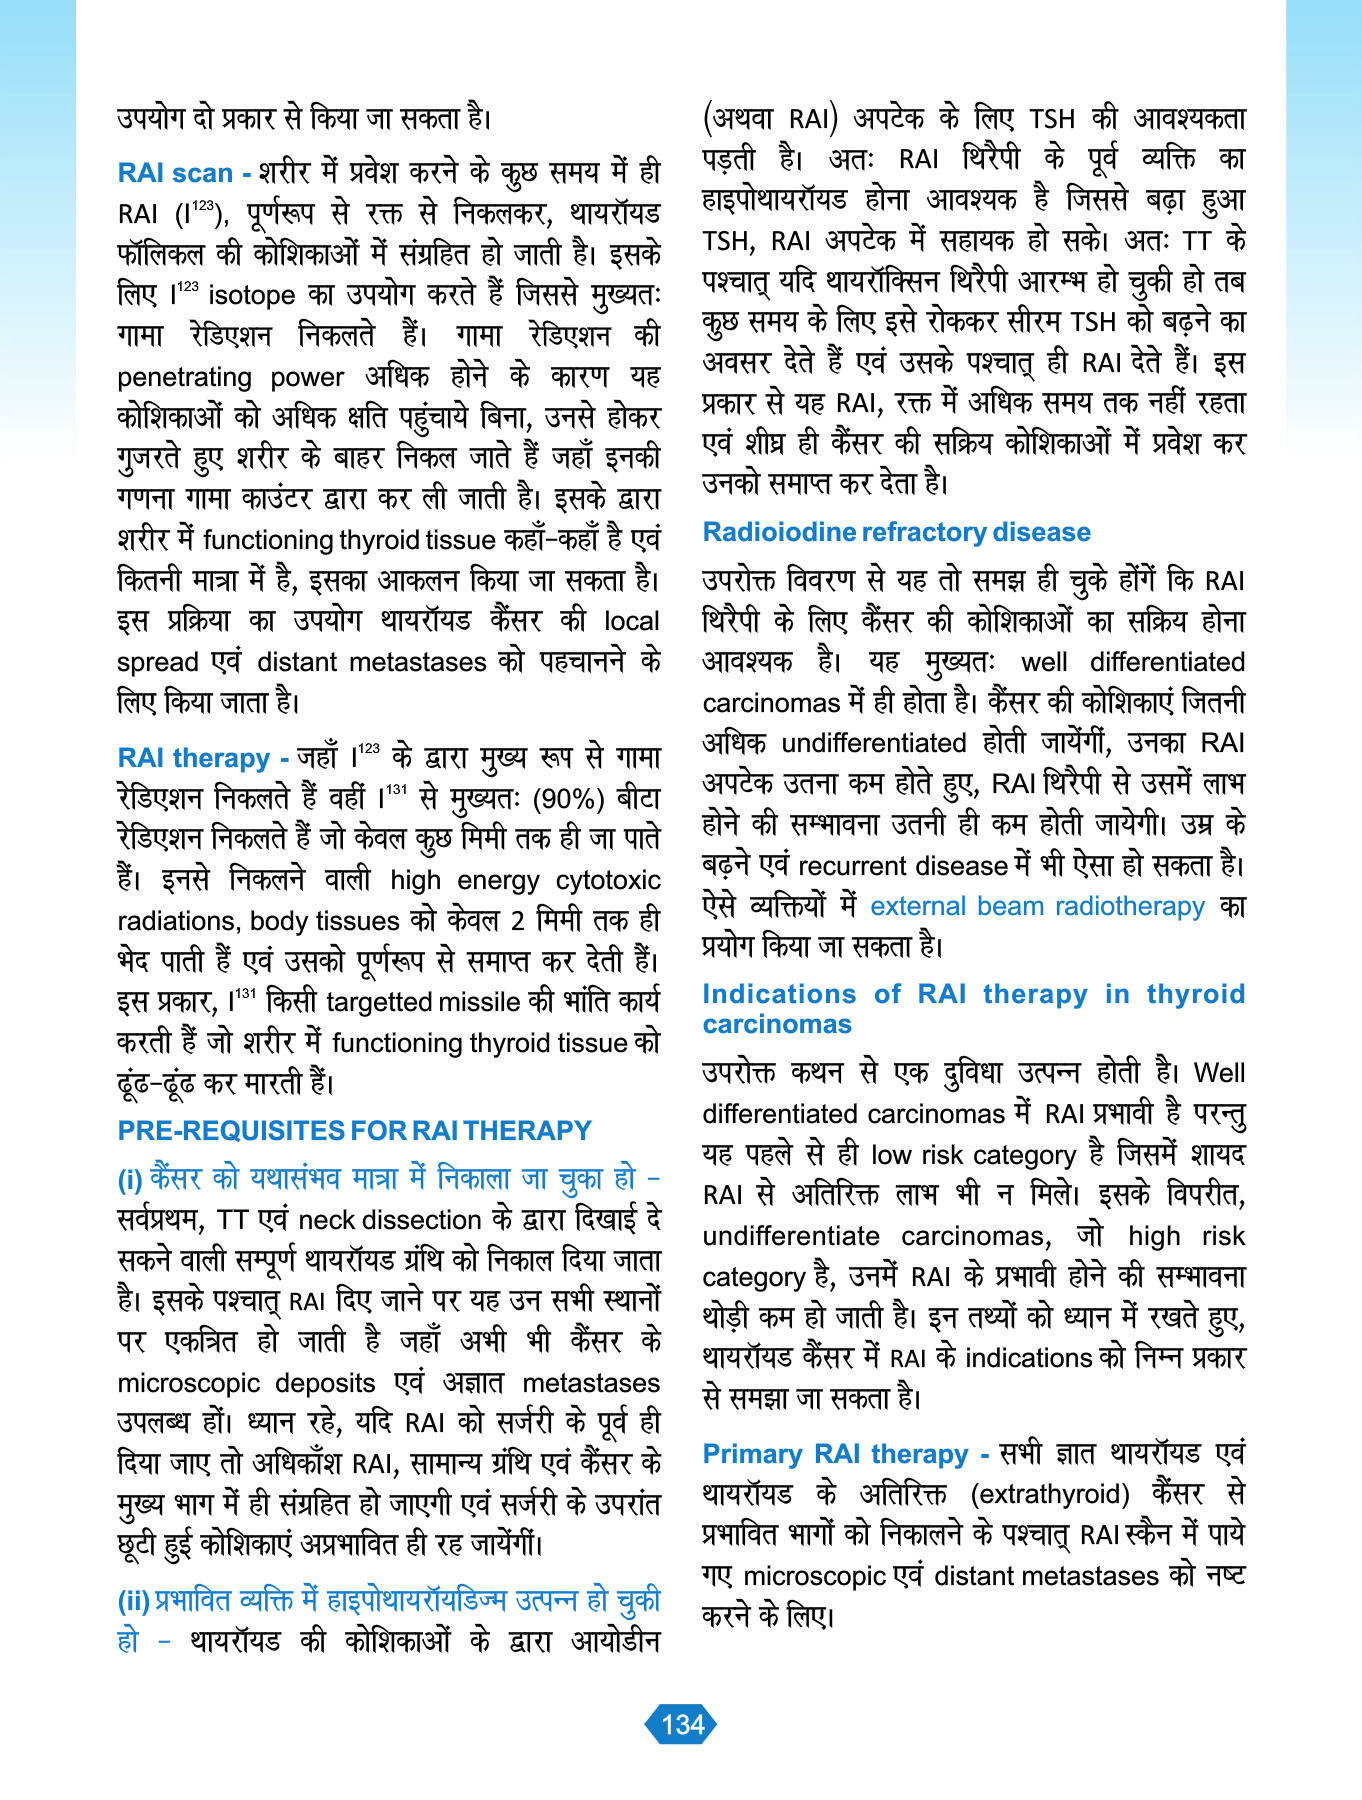 उपयोग दो प्रकार से किया जा सकता है।
RAI scan - शरीर में प्रवेश करने के कुछ समय में ही
RAI (I¹²³), पूर्णरूप से रक्त से निकलकर, थायरॉयड
फॉलिकल की कोशिकाओं में संग्रहित हो जाती है। इसके
लिए I¹²³ isotope का उपयोग करते हैं जिससे मुख्यतः
गामा रेडिएशन निकलते हैं। गामा रेडिएशन की
penetrating power अधिक होने के कारण यह
कोशिकाओं को अधिक क्षति पहुंचाये बिना, उनसे होकर
गुजरते हुए शरीर के बाहर निकल जाते हैं जहाँ इनकी
गणना गामा काउंटर द्वारा कर ली जाती है। इसके द्वारा
शरीर में functioning thyroid tissue कहाँ-कहाँ है एवं
कितनी मात्रा में है, इसका आकलन किया जा सकता है।
इस प्रक्रिया का उपयोग थायरॉयड कैंसर की local
spread एवं distant metastases को पहचानने के
लिए किया जाता है।
RAI therapy - जहाँ I¹²³ के द्वारा मुख्य रूप से गामा
रेडिएशन निकलते हैं वहीं I¹³¹ से मुख्यतः (90%) बीटा
रेडिएशन निकलते हैं जो केवल कुछ मिमी तक ही जा पाते
हैं। इनसे निकलने वाली high energy cytotoxic
radiations, body tissues को केवल 2 मिमी तक ही
भेद पाती हैं एवं उसको पूर्णरूप से समाप्त कर देती हैं।
इस प्रकार, I¹³¹ किसी targetted missile की भांति कार्य
करती हैं जो शरीर में functioning thyroid tissue को
ढूंढ-ढूंढ कर मारती हैं।
PRE-REQUISITES FOR RAI THERAPY
(i) कैंसर को यथासंभव मात्रा में निकाला जा चुका हो -
सर्वप्रथम, TT एवं neck dissection के द्वारा दिखाई दे
सकने वाली सम्पूर्ण थायरॉयड ग्रंथि को निकाल दिया जाता
है। इसके पश्चात् RAI दिए जाने पर यह उन सभी स्थानों
पर एकत्रित हो जाती है जहाँ अभी भी कैंसर के
microscopic deposits एवं अज्ञात metastases
उपलब्ध हों। ध्यान रहे, यदि RAI को सर्जरी के पूर्व ही
दिया जाए तो अधिकाँश RAI, सामान्य ग्रंथि एवं कैंसर के
मुख्य भाग में ही संग्रहित हो जाएगी एवं सर्जरी के उपरांत
छूटी हुई कोशिकाएं अप्रभावित ही रह जायेंगीं।
(ii) प्रभावित व्यक्ति में हाइपोथायरॉयडिज्म उत्पन्न हो चुकी
हो - थायरॉयड की कोशिकाओं के द्वारा आयोडीन
(अथवा RAI) अपटेक के लिए TSH की आवश्यकता
पड़ती है। अतः RAI थिरैपी के पूर्व व्यक्ति का
हाइपोथायरॉयड होना आवश्यक है जिससे बढ़ा हुआ
TSH, RAI अपटेक में सहायक हो सके। अतः TT के
पश्चात् यदि थायरॉक्सिन थिरैपी आरम्भ हो चुकी हो तब
कुछ समय के लिए इसे रोककर सीरम TSH को बढ़ने का
अवसर देते हैं एवं उसके पश्चात् ही RAI देते हैं। इस
प्रकार से यह RAI, रक्त में अधिक समय तक नहीं रहता
एवं शीघ्र ही कैंसर की सक्रिय कोशिकाओं में प्रवेश कर
उनको समाप्त कर देता है।
Radioiodine refractory disease
उपरोक्त विवरण से यह तो समझ ही चुके होंगें कि RAI
थिरैपी के लिए कैंसर की कोशिकाओं का सक्रिय होना
आवश्यक है। यह मुख्यतः well differentiated
carcinomas में ही होता है। कैंसर की कोशिकाएं जितनी
अधिक undifferentiated होती जायेंगीं, उनका RAI
अपटेक उतना कम होते हुए, RAI थिरैपी से उसमें लाभ
होने की सम्भावना उतनी ही कम होती जायेगी। उम्र के
बढ़ने एवं recurrent disease में भी ऐसा हो सकता है।
ऐसे व्यक्तियों में external beam radiotherapy का
प्रयोग किया जा सकता है।
Indications of RAI therapy in thyroid
carcinomas
उपरोक्त कथन से एक दुविधा उत्पन्न होती है। Well
differentiated carcinomas में RAI प्रभावी है परन्तु
यह पहले से ही low risk category है जिसमें शायद
RAI से अतिरिक्त लाभ भी न मिले। इसके विपरीत,
undifferentiate carcinomas, जो high risk
category है, उनमें RAI के प्रभावी होने की सम्भावना
थोड़ी कम हो जाती है। इन तथ्यों को ध्यान में रखते हुए,
थायरॉयड कैंसर में RAI के indications को निम्न प्रकार
से समझा जा सकता है।
Primary RAI therapy - सभी ज्ञात थायरॉयड एवं
थायरॉयड के अतिरिक्त (extrathyroid) कैंसर से
प्रभावित भागों को निकालने के पश्चात् RAI स्कैन में पाये
गए microscopic एवं distant metastases को नष्ट
करने के लिए।
134